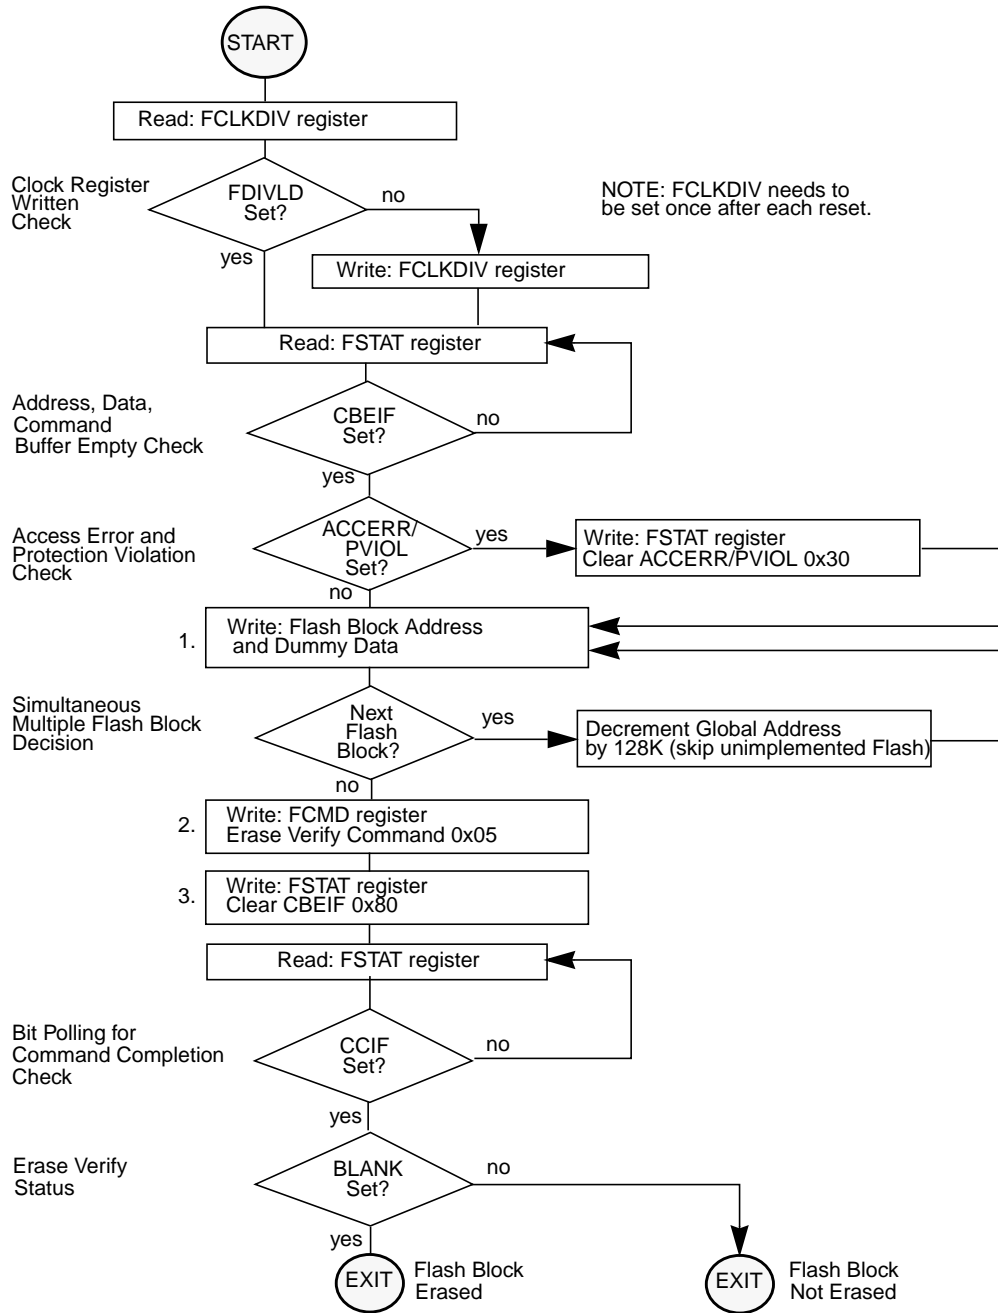 START
Read: FCLKDIV register
Clock Register
Written
Check
FDIVLD
Set?
no
yes
NOTE: FCLKDIV needs to
be set once after each reset.
Write: FCLKDIV register
Read: FSTAT register
Address, Data,
Command
Buffer Empty Check
CBEIF
Set?
no
yes
Access Error and
Protection Violation
Check
ACCERR/
PVIOL
Set?
yes
no
Write: FSTAT register
Clear ACCERR/PVIOL 0x30
1.
Write: Flash Block Address
and Dummy Data
Simultaneous
Multiple Flash Block
Decision
Next
Flash
Block?
yes
no
Decrement Global Address
by 128K (skip unimplemented Flash)
2.
Write: FCMD register
Erase Verify Command 0x05
3.
Write: FSTAT register
Clear CBEIF 0x80
Read: FSTAT register
Bit Polling for
Command Completion
Check
CCIF
Set?
no
yes
Erase Verify
Status
BLANK
Set?
no
yes
EXIT
Flash Block
Erased
EXIT
Flash Block
Not Erased